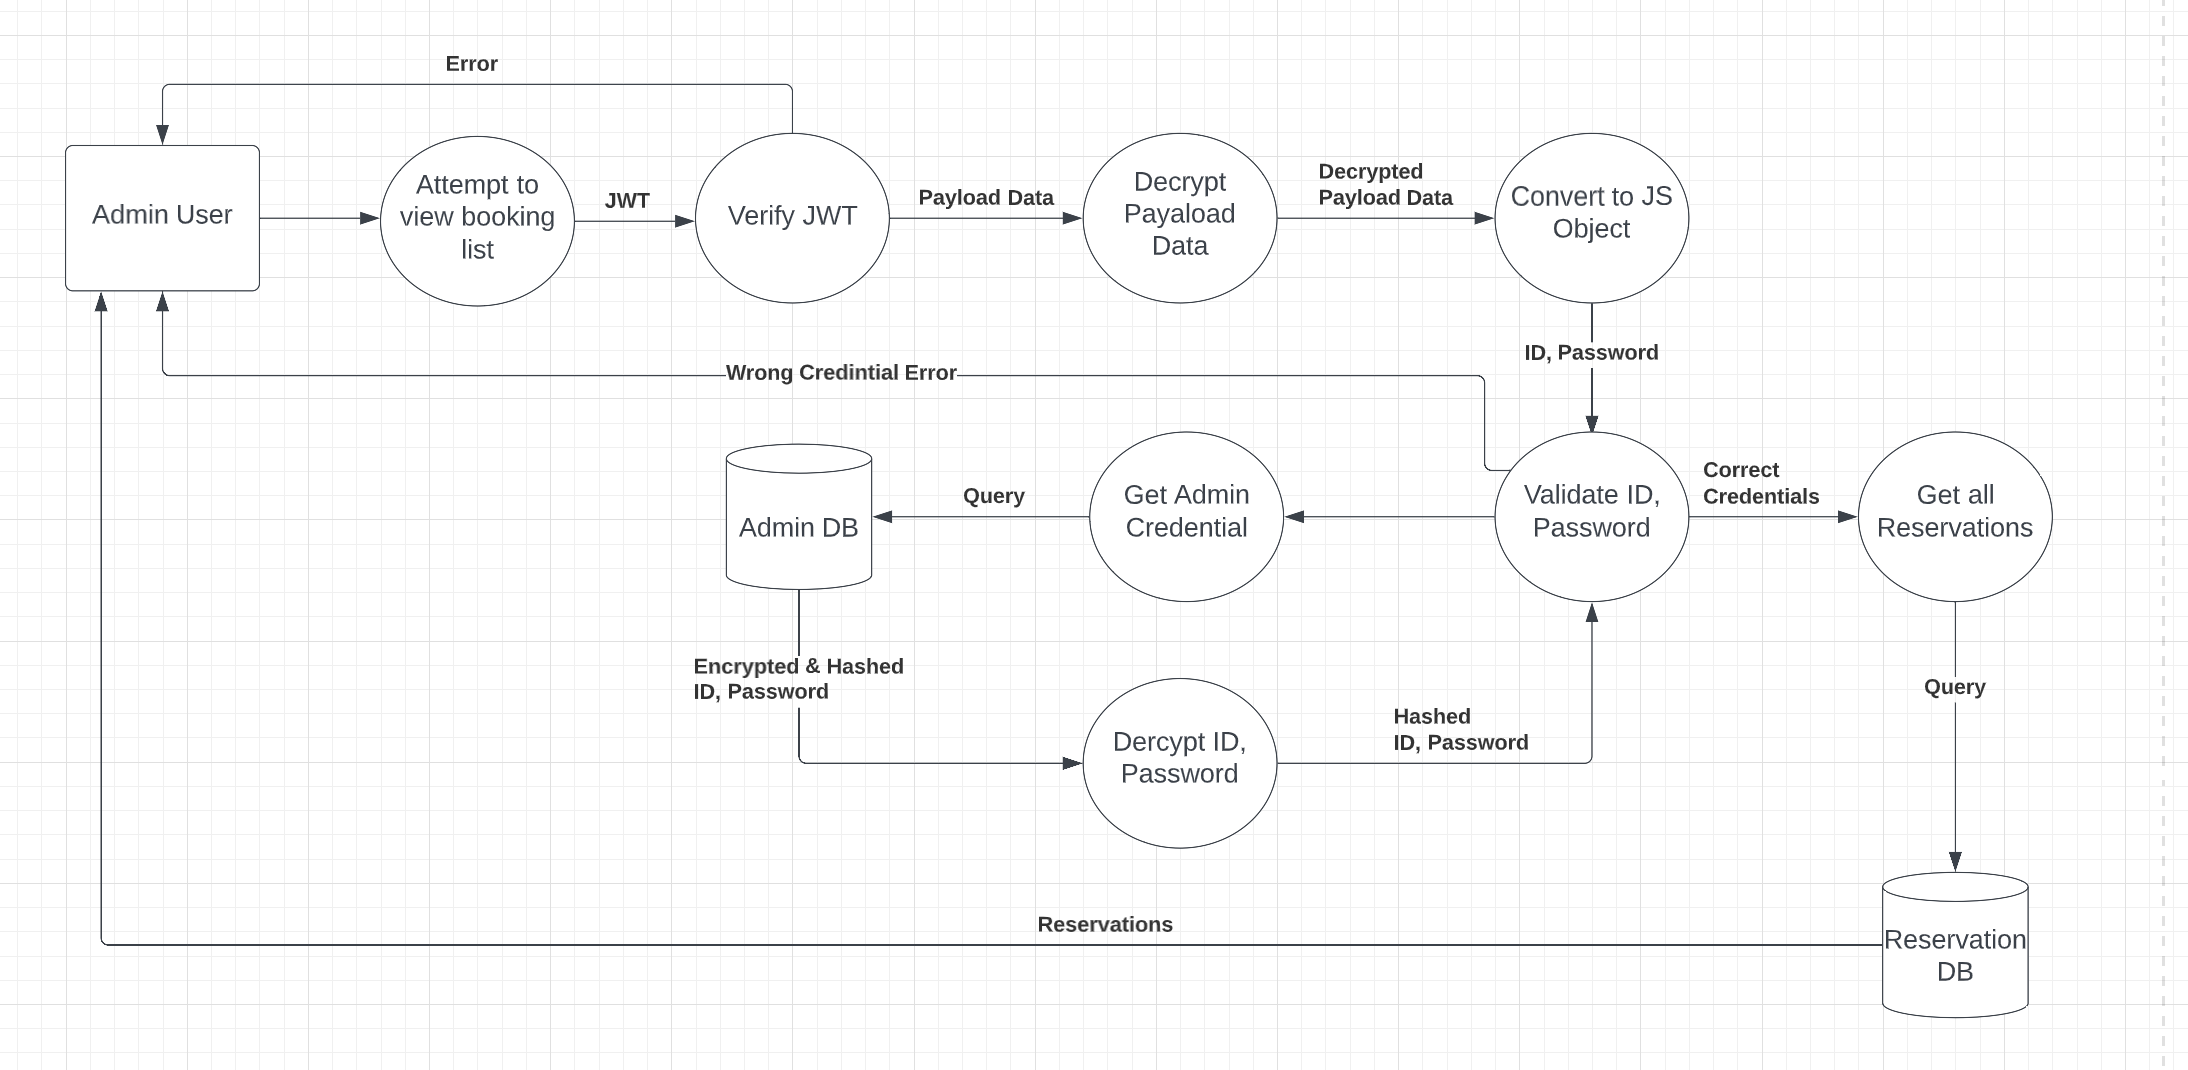 Error
Admin User
Attempt to
view booking
list
JWT
Verify JWT
Payload Data
Decrypt
Payaload
Data
Decrypted
Payload Data
Convert to JS
Object
ID, Password
Wrong Credintial Error
Admin DB
Query
Get Admin
Credential
Validate ID,
Password
Correct
Credentials
Get all
Reservations
Encrypted & Hashed
ID, Password
Dercypt ID,
Password
Hashed
ID, Password
Query
Reservations
Reservation
DB